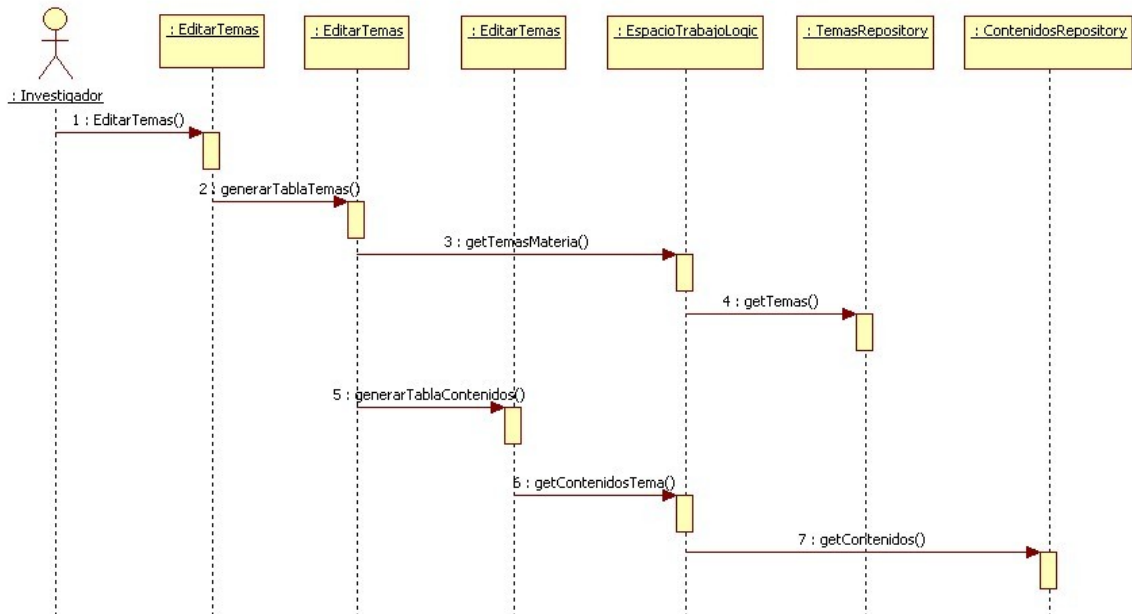 : EditarTemas
: EditarTemas
: EditarTemas
: EspacioTrabajoLogic
: TemasRepository
: ContenidosRepository
: Investigador
1 : EditarTemas()
2 : generarTablaTemas()
3 : getTemasMateria()
4 : getTemas()
5 : generarTablaContenidos()
6 : getContenidosTema()
7 : getContenidos()